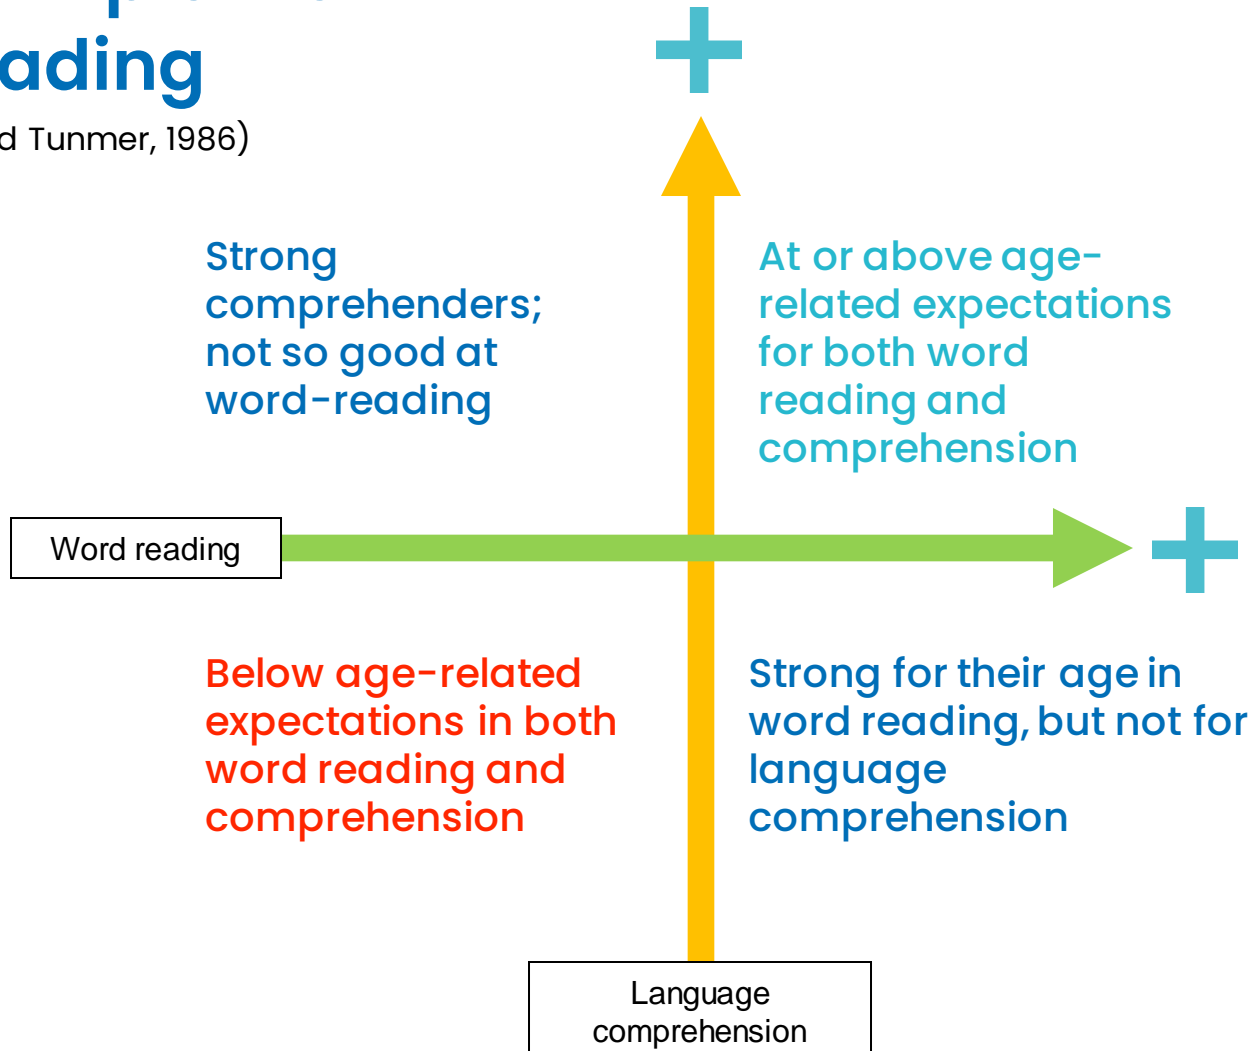 ading
d Tunmer, 1986)
Strong
comprehenders;
not so good at
word-reading
At or above age-
related expectations
for both word
reading and
comprehension
Word reading
Below age-related
expectations in both
word reading and
comprehension
Strong for their age in
word reading, but not for
language
comprehension
Language
comprehension